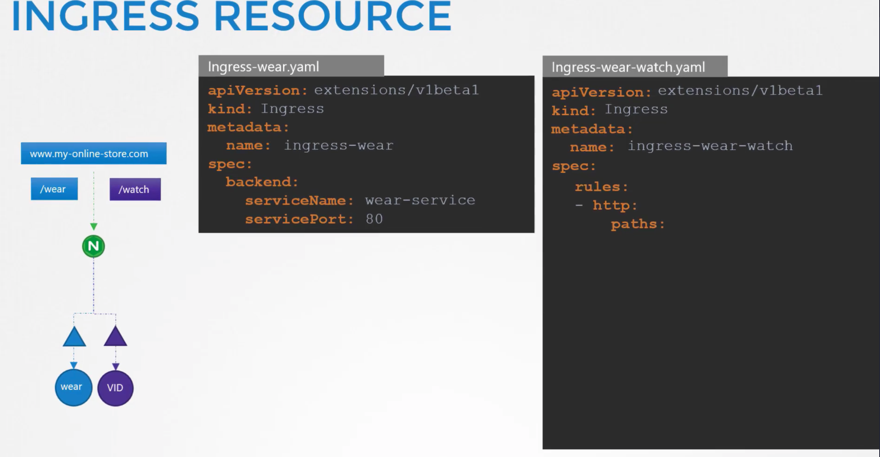 INGRESS RESOURCE
www.my-online-store.com
/wear
/watch
N
wear
VID
Ingress-wear.yaml
apiVersion: extensions/v1beta1
kind: Ingress
metadata:
  name: ingress-wear
spec:
  backend:
    serviceName: wear-service
    servicePort: 80
Ingress-wear-watch.yaml
apiVersion: extensions/v1beta1
kind: Ingress
metadata:
  name: ingress-wear-watch
spec:
  rules:
  - http:
      paths: